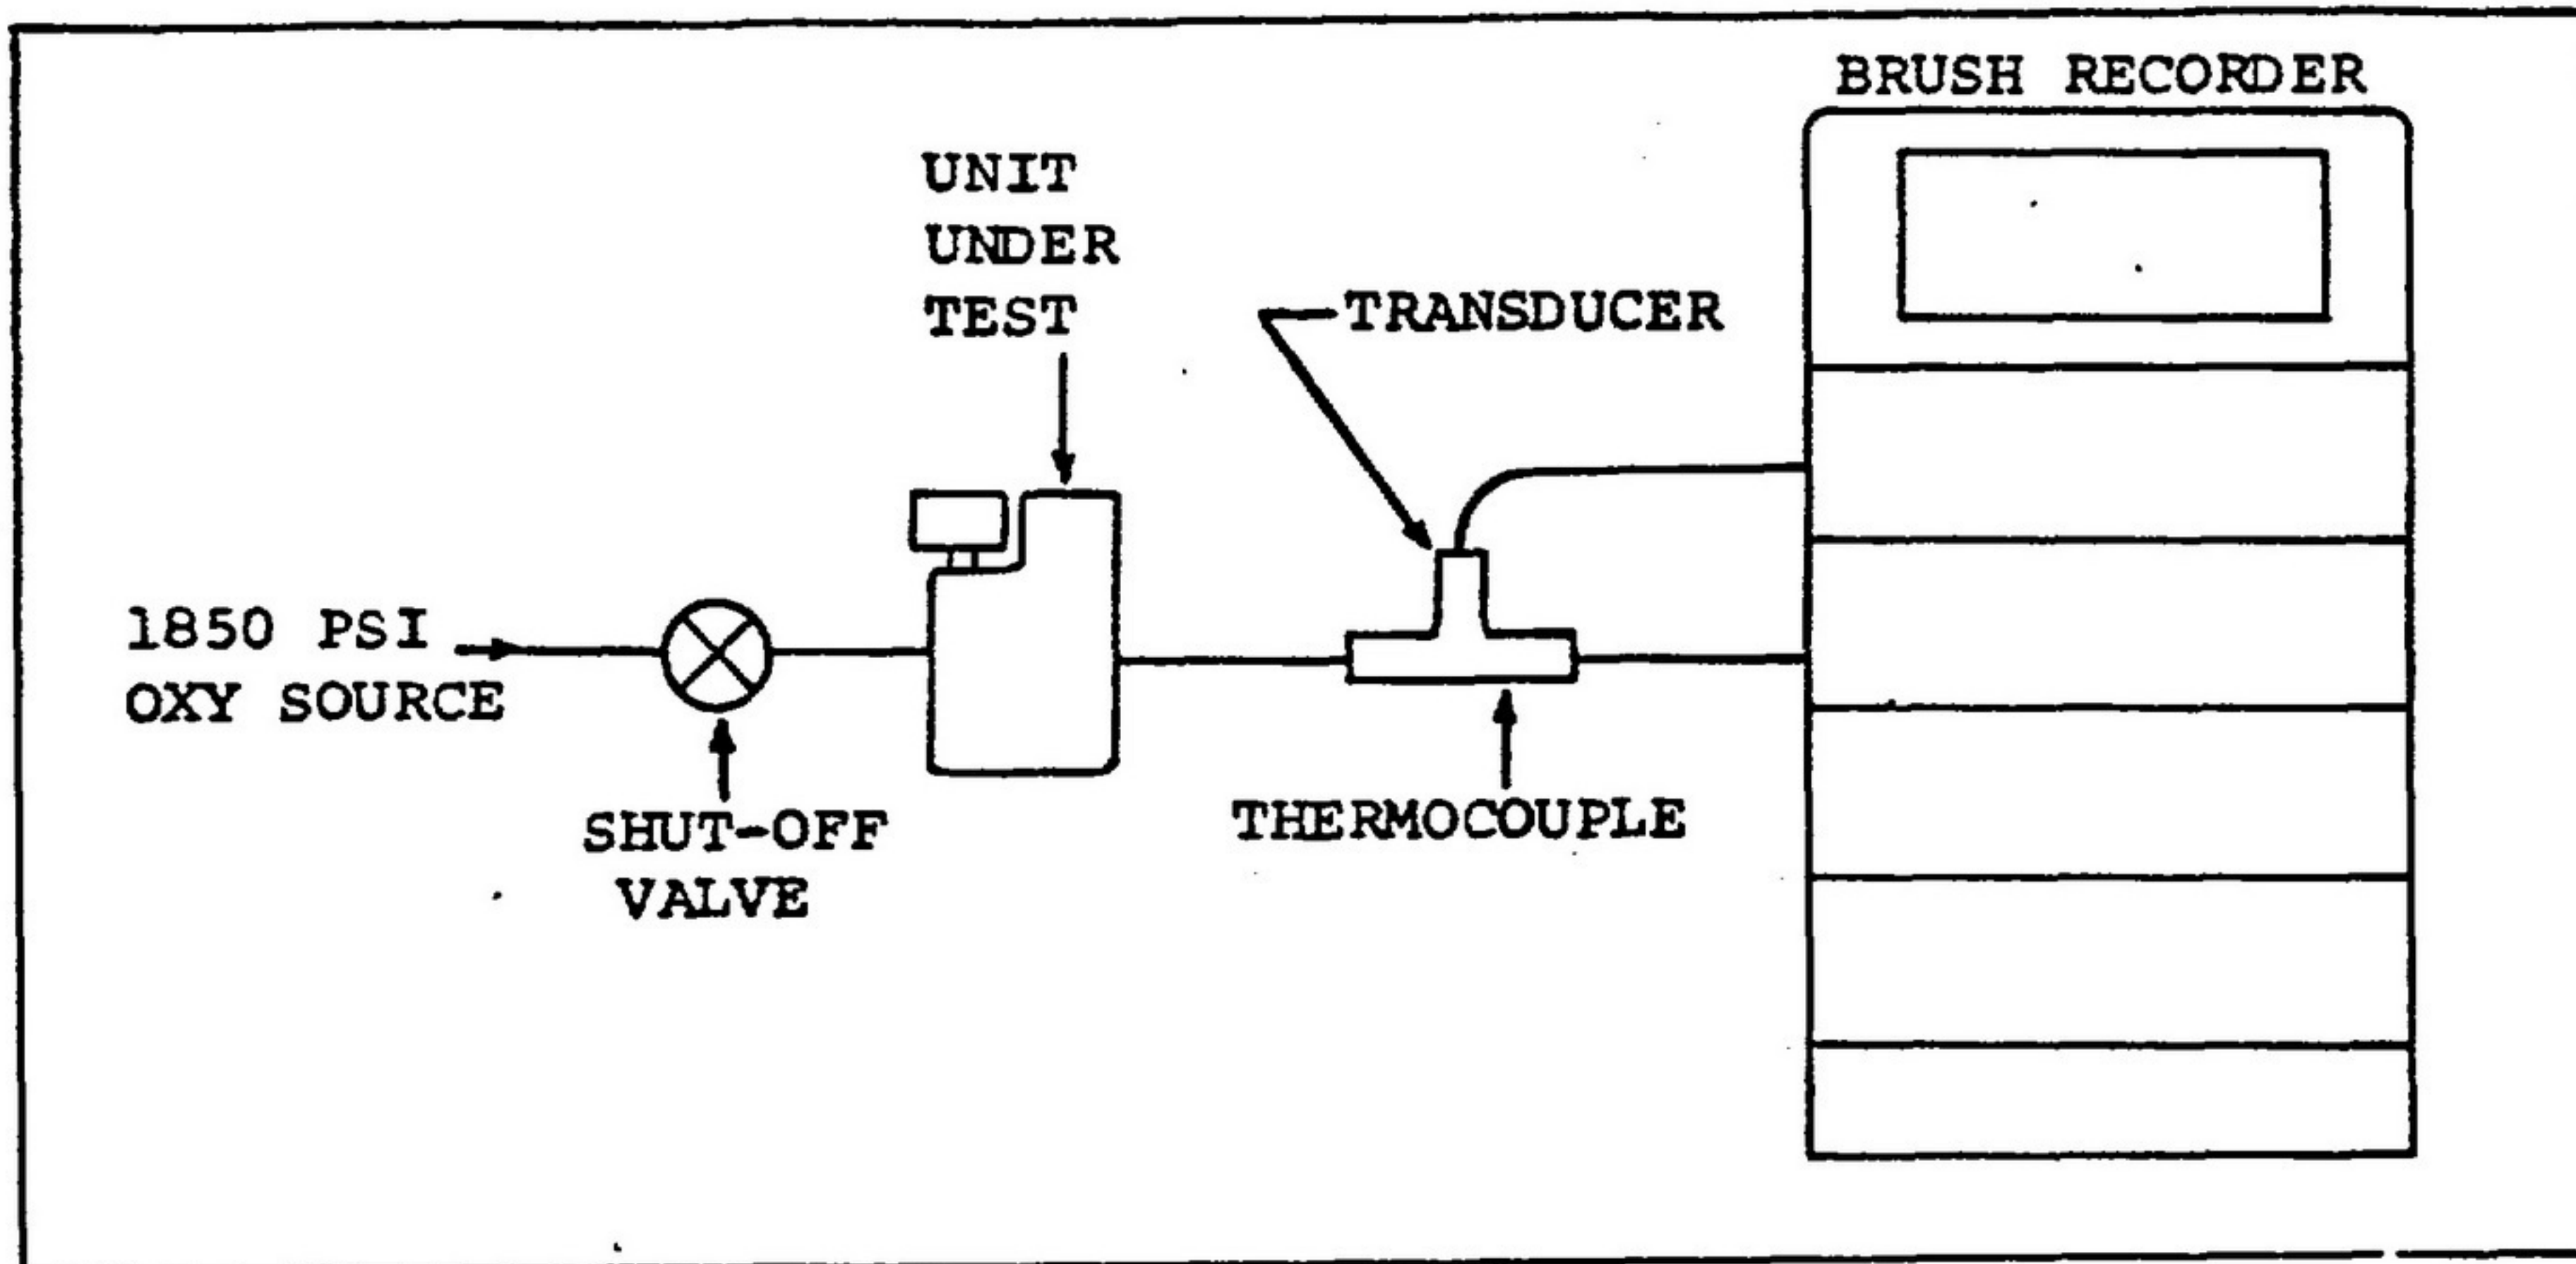 BRUSH RECORDER
UNIT
UNDER
TEST
TRANSDUCER
1850 PSI
OXY SOURCE
SHUT-OFF
VALVE
THERMOCOUPLE